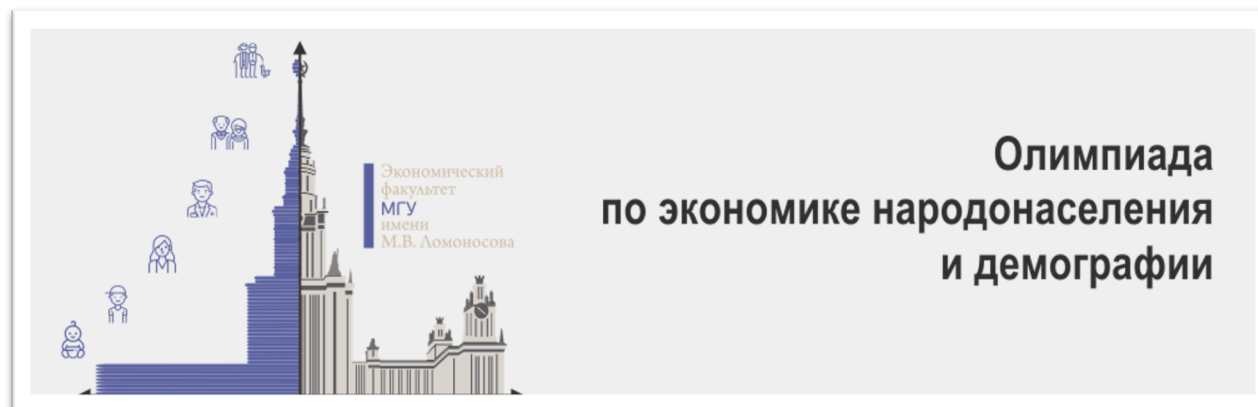 Экономический
факультет
МГУ
имени
М.В. Ломоносова
Олимпиада
по экономике народонаселения
и демографии